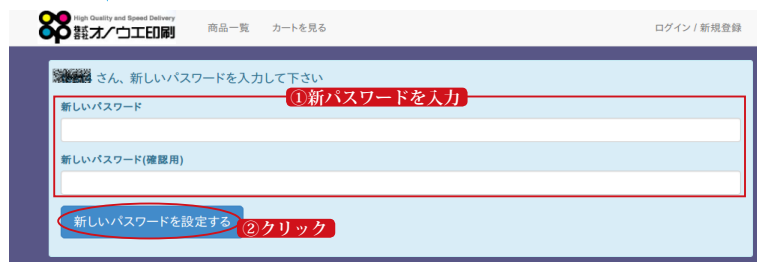 High Quality and Speed Delivery
株式会社オノウエ印刷
商品一覧 カートを見る ログイン / 新規登録
さん、新しいパスワードを入力して下さい
①新パスワードを入力
新しいパスワード
新しいパスワード(確認用)
新しいパスワードを設定する
②クリック